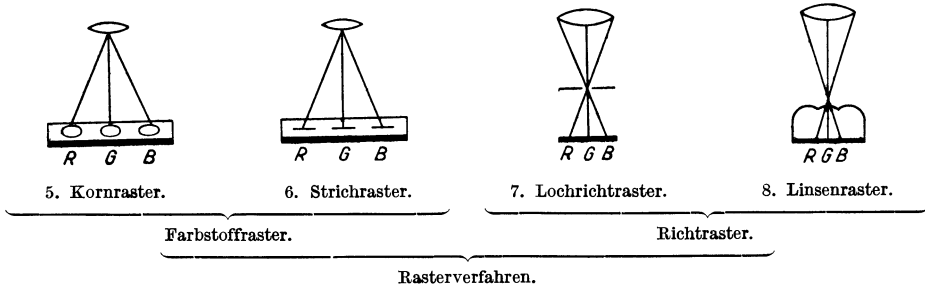 R G B R G B R G B R G B
5. Kornraster. 6. Strichraster. 7. Lochrichtraster. 8. Linsenraster.
Farbstoffraster. Richtraster.
Rasterverfahren.